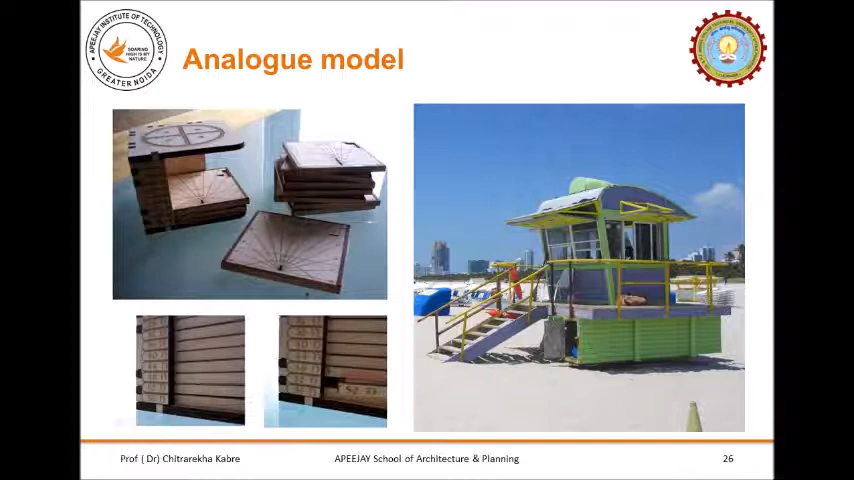 APEEJAY INSTITUTE OF TECHNOLOGY
SOARING
HIGH IS MY
NATURE
GREATER NOIDA
Analogue model
Prof ( Dr) Chitrarekha Kabre
APEEJAY School of Architecture & Planning
26